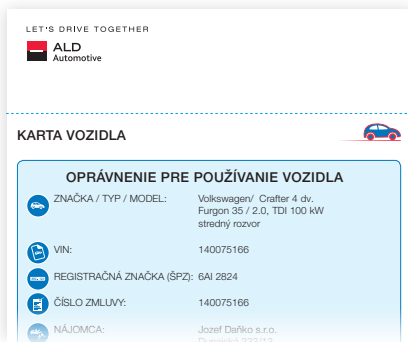 LET'S DRIVE TOGETHER
ALD
Automotive
KARTA VOZIDLA
OPRÁVNENIE PRE POUŽÍVANIE VOZIDLA
ZNAČKA / TYP / MODEL: Volkswagen/ Crafter 4 dv.
Furgon 35 / 2.0, TDI 100 kW
stredný rozvor
VIN: 140075166
REGISTRAČNÁ ZNAČKA (ŠPZ): 6AI 2824
ČÍSLO ZMLUVY: 140075166
NÁJOMCA: Jozef Daňko s.r.o.